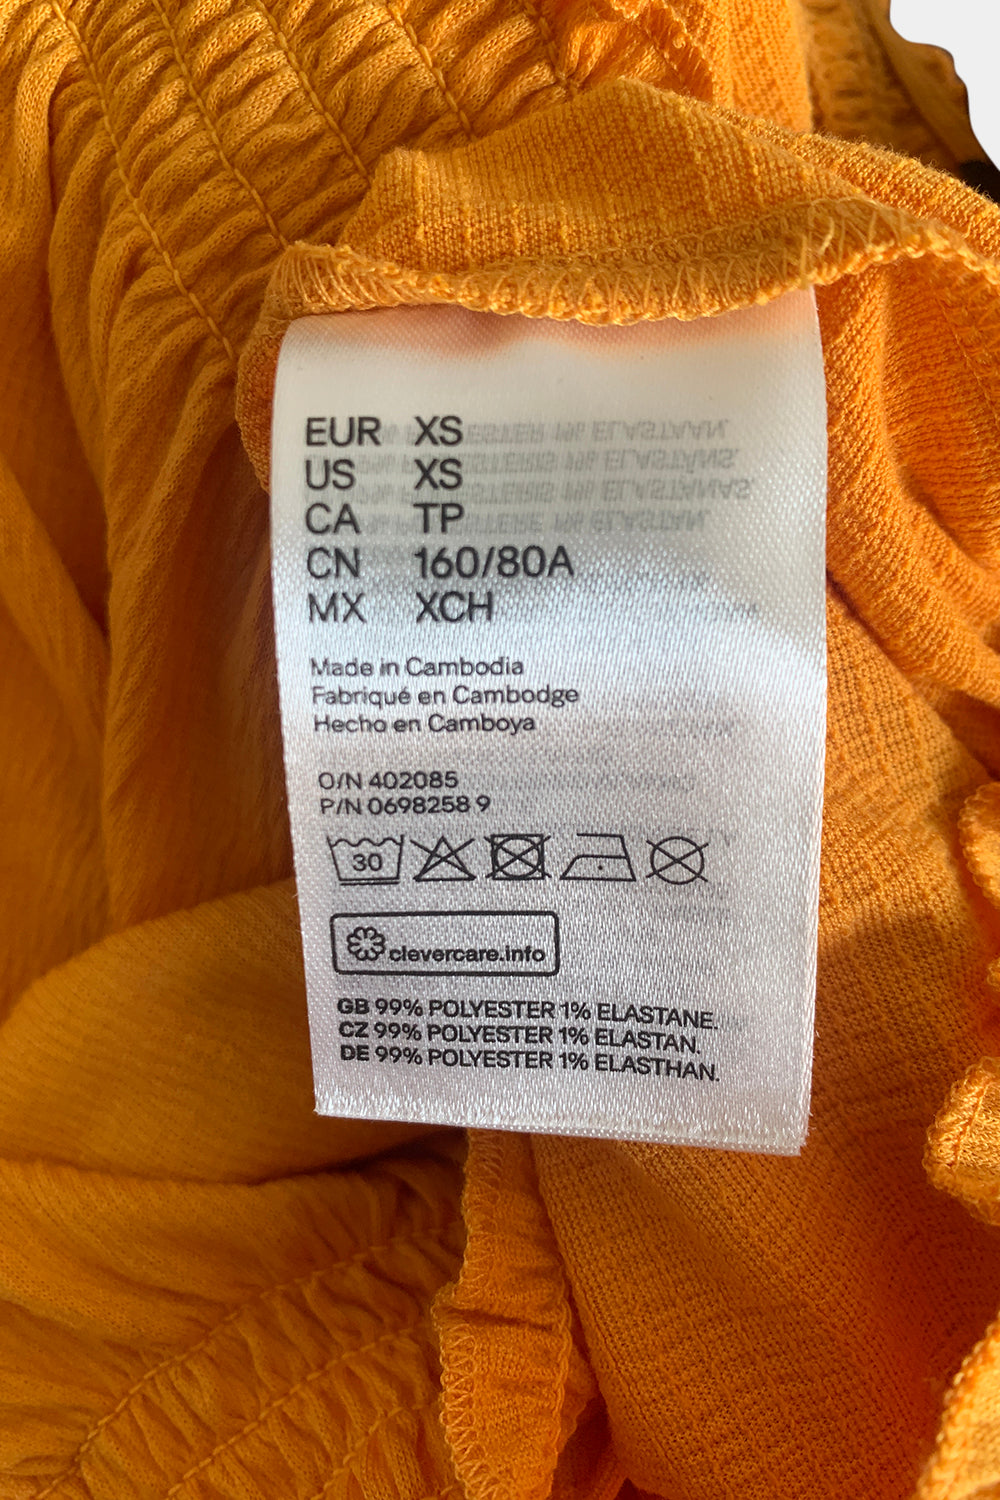 EUR XS
US XS
CA TP
CN 160/80A
MX XCH
Made in Cambodia
Fabriqué en Cambodge
Hecho en Camboya
O/N 402085
P/N 0698258 9
30
clevercare.info
GB 99% POLYESTER 1% ELASTANE.
CZ 99% POLYESTER 1% ELASTAN.
DE 99% POLYESTER 1% ELASTHAN.